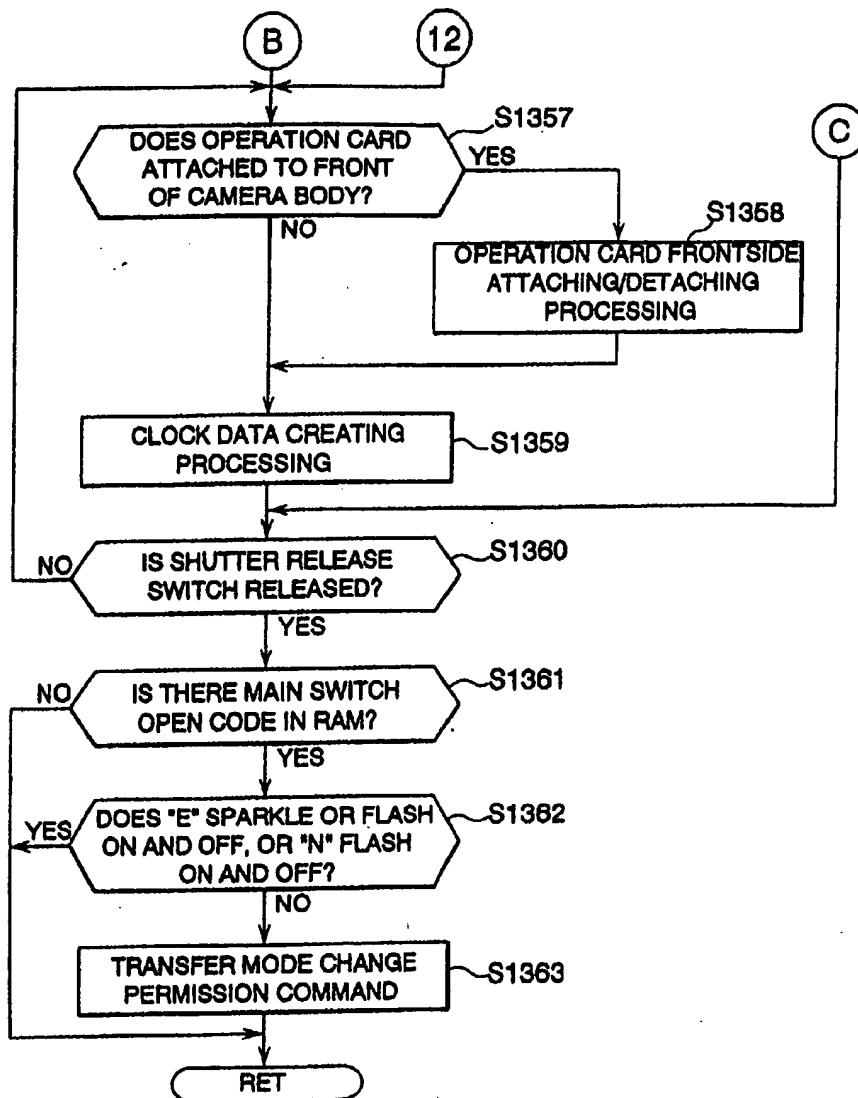 B
12
S1357
DOES OPERATION CARD
ATTACHED TO FRONT
OF CAMERA BODY?
YES
C
NO
S1358
OPERATION CARD FRONTSIDE
ATTACHING/DETACHING
PROCESSING
CLOCK DATA CREATING
PROCESSING
S1359
NO
IS SHUTTER RELEASE
SWITCH RELEASED?
S1360
YES
NO
IS THERE MAIN SWITCH
OPEN CODE IN RAM?
S1361
YES
YES
DOES "E" SPARKLE OR FLASH
ON AND OFF, OR "N" FLASH
ON AND OFF?
S1362
NO
TRANSFER MODE CHANGE
PERMISSION COMMAND
S1363
RET